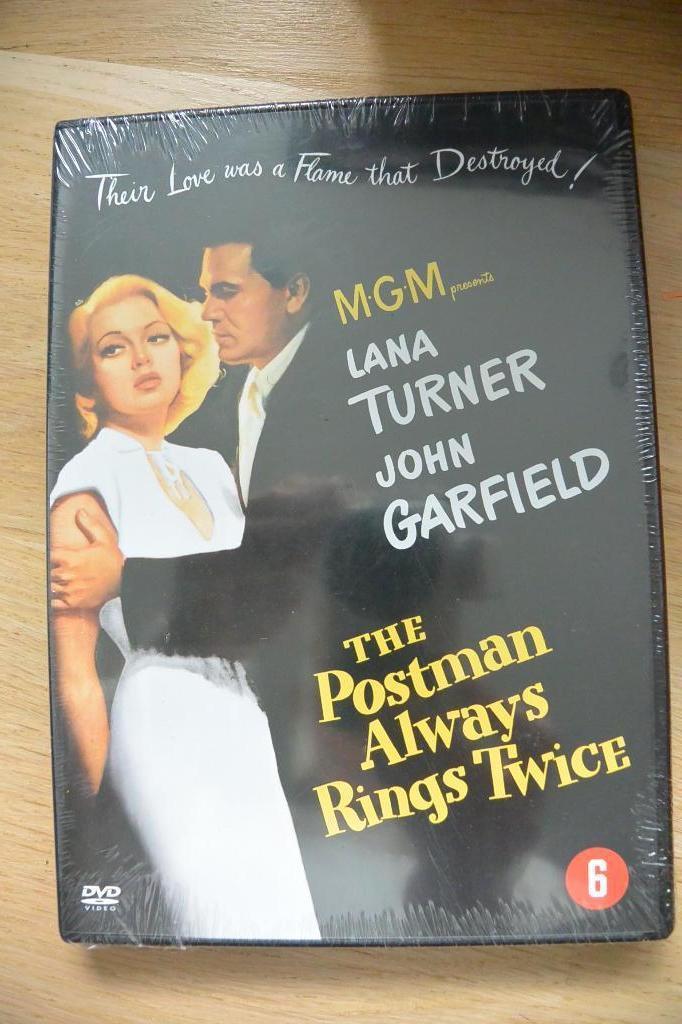 Their Love was a Flame that Destroyed!
M·G·M presents
LANA
TURNER
JOHN
GARFIELD
THE
Postman
Always
Rings Twice
6
DVD
VIDEO